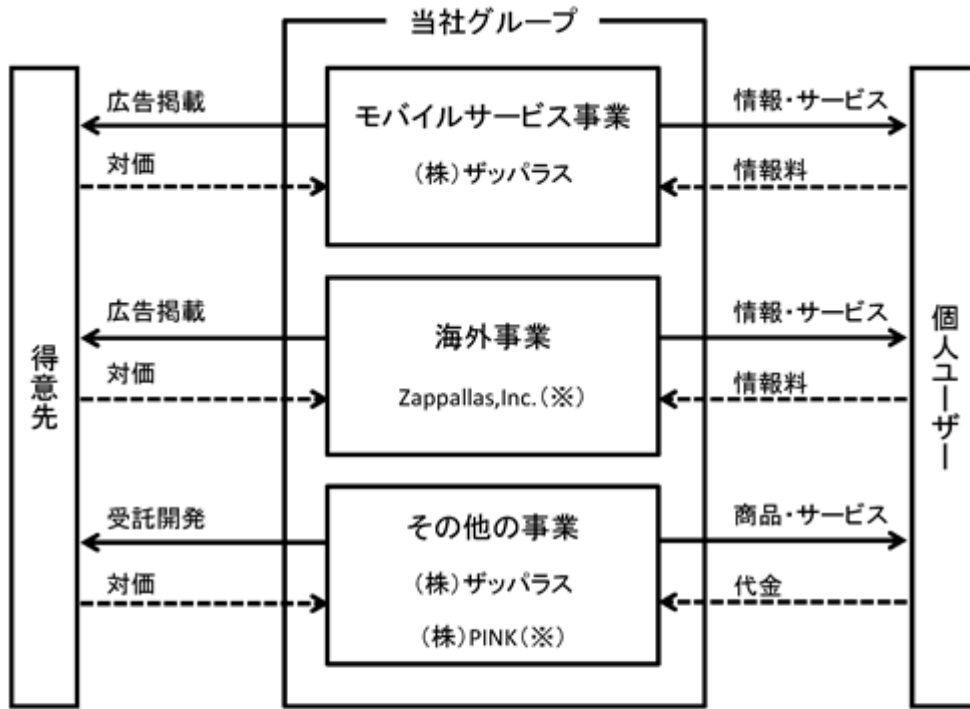 当社グループ
得意先
広告掲載
対価
モバイルサービス事業
（株）ザッパラス
情報・サービス
情報料
広告掲載
対価
海外事業
Zappallas,Inc.（※）
情報・サービス
情報料
受託開発
対価
その他の事業
（株）ザッパラス
（株）PINK（※）
商品・サービス
代金
個人ユーザー